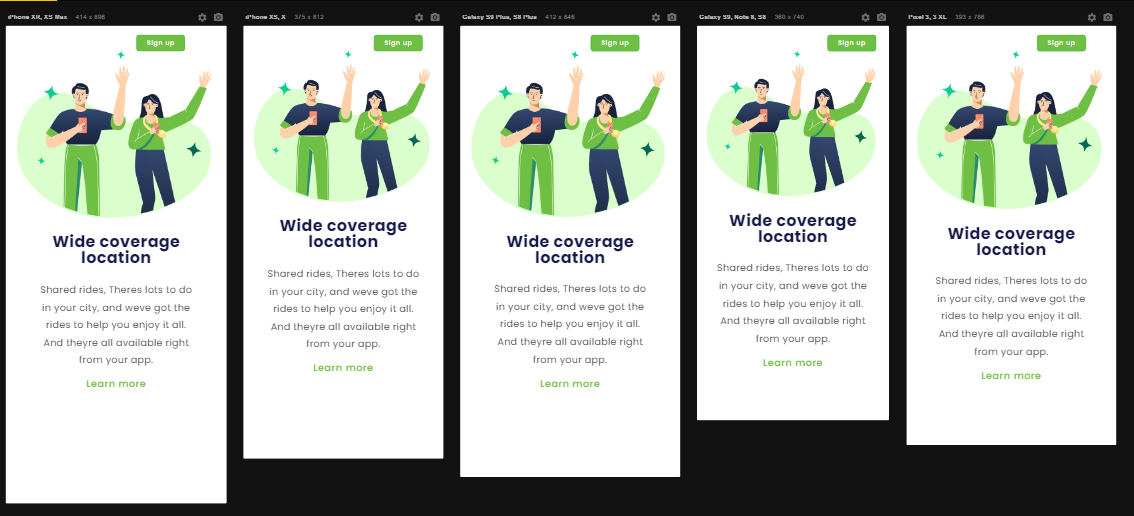 iPhone XR, XS Max 414 x 896
Sign up
Wide coverage
location
Shared rides, Theres lots to do
in your city, and weve got the
rides to help you enjoy it all.
And theyre all available right
from your app.
Learn more
iPhone XS, X 375 x 812
Sign up
Wide coverage
location
Shared rides, Theres lots to do
in your city, and weve got the
rides to help you enjoy it all.
And theyre all available right
from your app.
Learn more
Galaxy S9 Plus, S8 Plus 412 x 846
Sign up
Wide coverage
location
Shared rides, Theres lots to do
in your city, and weve got the
rides to help you enjoy it all.
And theyre all available right
from your app.
Learn more
Galaxy S9, Note 8, S8 360 x 740
Sign up
Wide coverage
location
Shared rides, Theres lots to do
in your city, and weve got the
rides to help you enjoy it all.
And theyre all available right
from your app.
Learn more
Pixel 3, 3 XL 393 x 786
Sign up
Wide coverage
location
Shared rides, Theres lots to do
in your city, and weve got the
rides to help you enjoy it all.
And theyre all available right
from your app.
Learn more